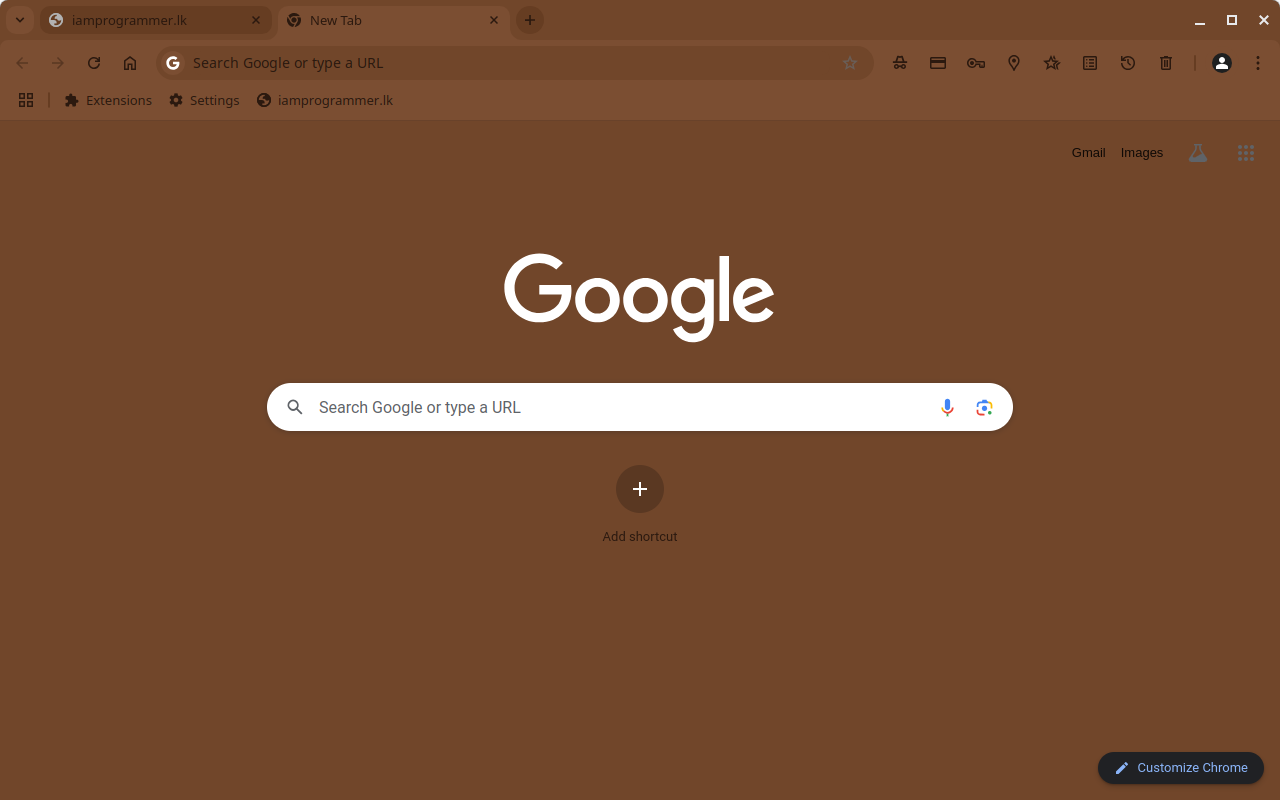 iamprogrammer.lk
New Tab
Search Google or type a URL
Extensions
Settings
iamprogrammer.lk
Gmail
Images
Google
Search Google or type a URL
Add shortcut
Customize Chrome